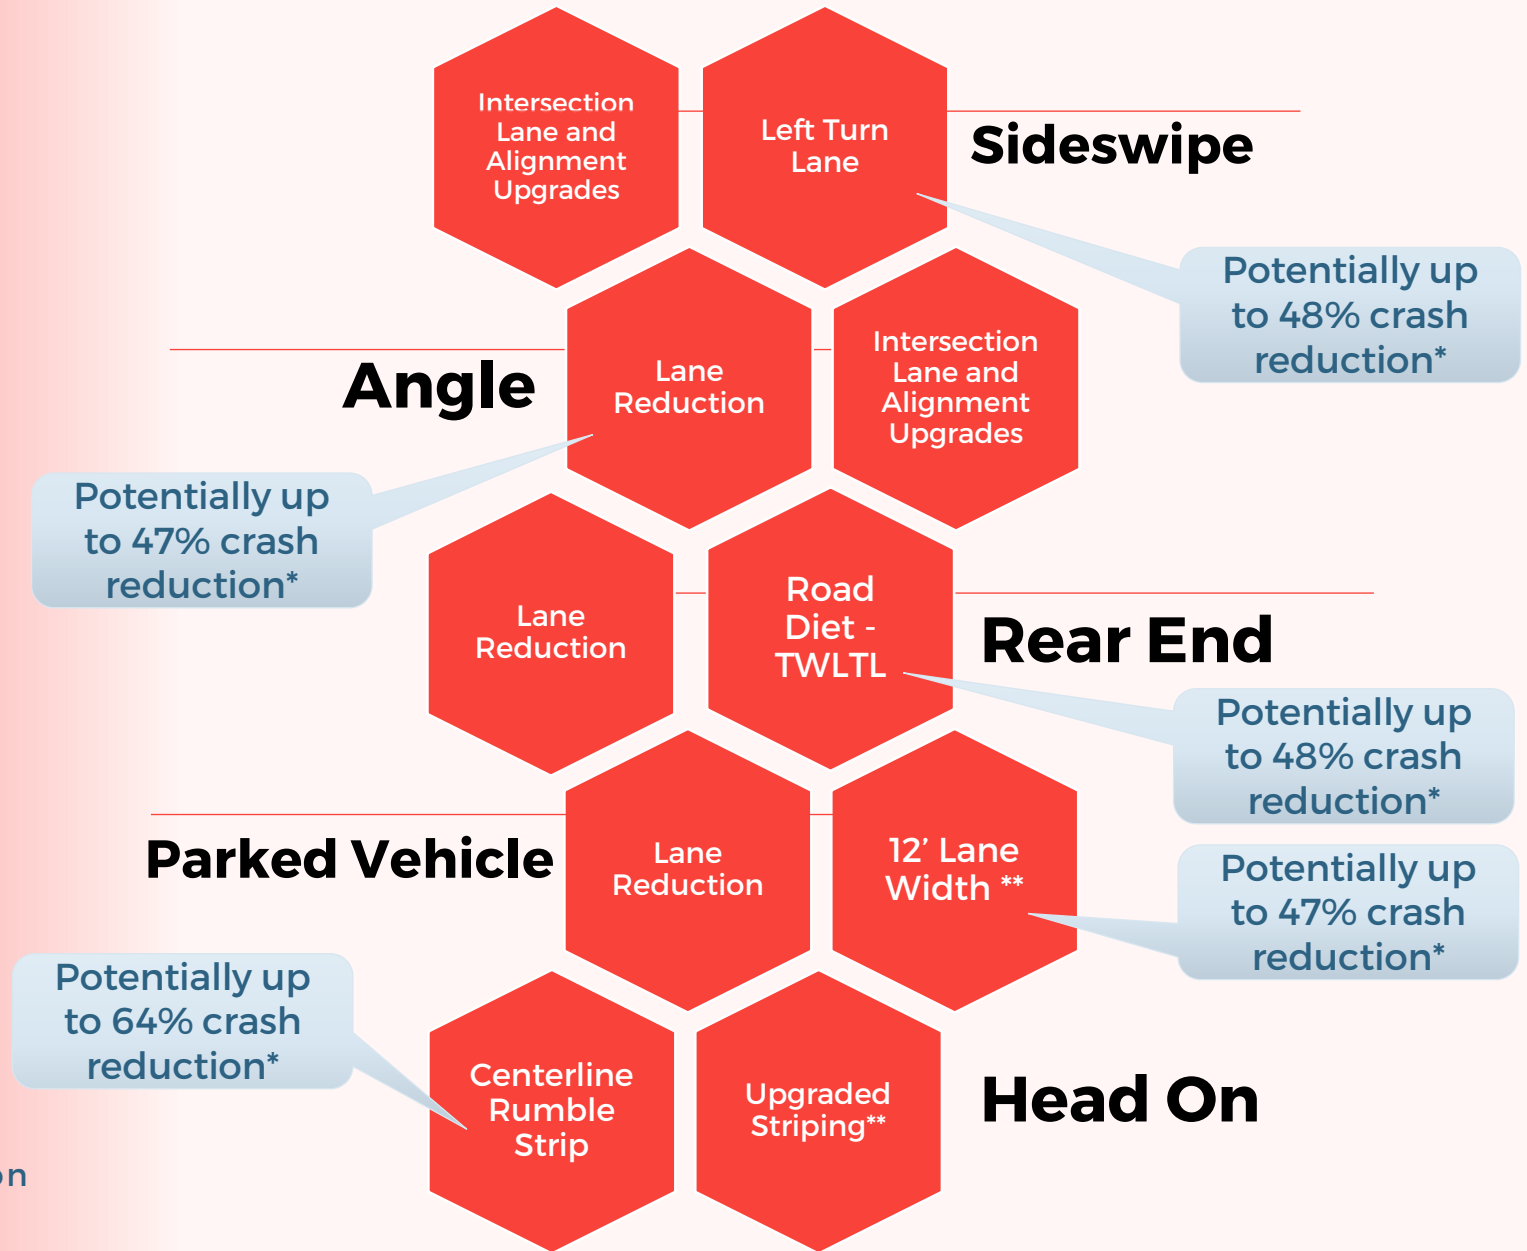 Intersection
Lane and
Alignment
Upgrades
Left Turn
Lane
Sideswipe
Potentially up
to 48% crash
reduction*
Angle
Lane
Reduction
Intersection
Lane and
Alignment
Upgrades
Potentially up
to 47% crash
reduction*
Lane
Reduction
Road
Diet -
TWLTL
Rear End
Potentially up
to 48% crash
reduction*
Parked Vehicle
Lane
Reduction
12’ Lane
Width **
Potentially up
to 47% crash
reduction*
Potentially up
to 64% crash
reduction*
Centerline
Rumble
Strip
Upgraded
Striping**
Head On